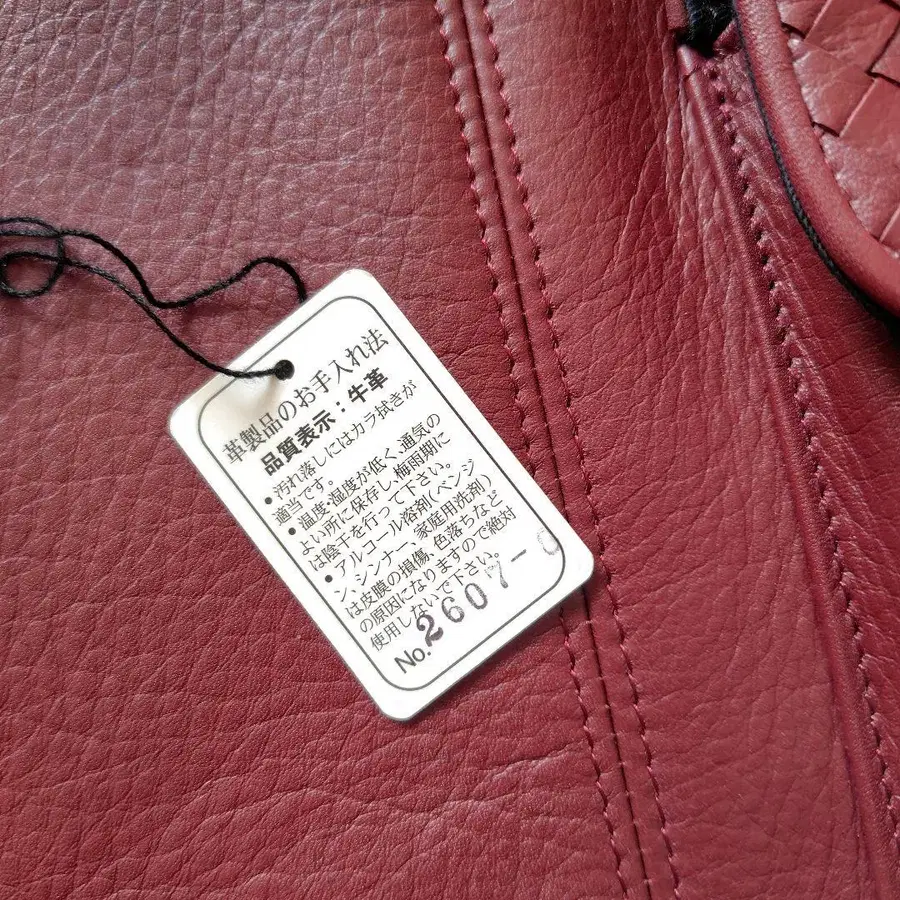 革製品のお手入れ法
品質表示：牛革
●汚れ落しにはカラ拭きが
適当です。
●温度・湿度が低く、通気の
よい所に保存し、梅雨期に
は陰干を行って下さい。
●アルコール溶剤(ベンジ
ン、シンナー、家庭用洗剤)
は皮膜の損傷、色落ちなど
の原因になりますので絶対
使用しないで下さい。
No.2607-